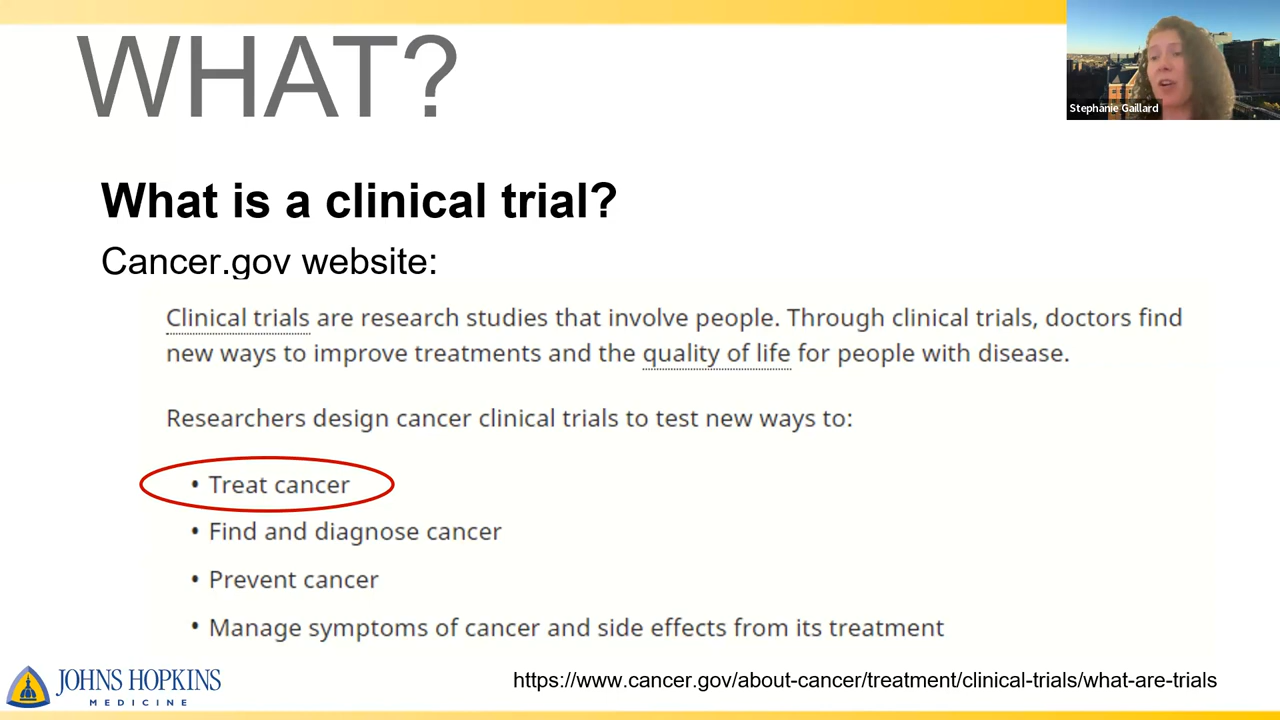 WHAT?
Stephanie Gaillard
What is a clinical trial?
Cancer.gov website:
Clinical trials are research studies that involve people. Through clinical trials, doctors find
new ways to improve treatments and the quality of life for people with disease.
Researchers design cancer clinical trials to test new ways to:
• Treat cancer
• Find and diagnose cancer
• Prevent cancer
• Manage symptoms of cancer and side effects from its treatment
JOHNS HOPKINS
MEDICINE
https://www.cancer.gov/about-cancer/treatment/clinical-trials/what-are-trials